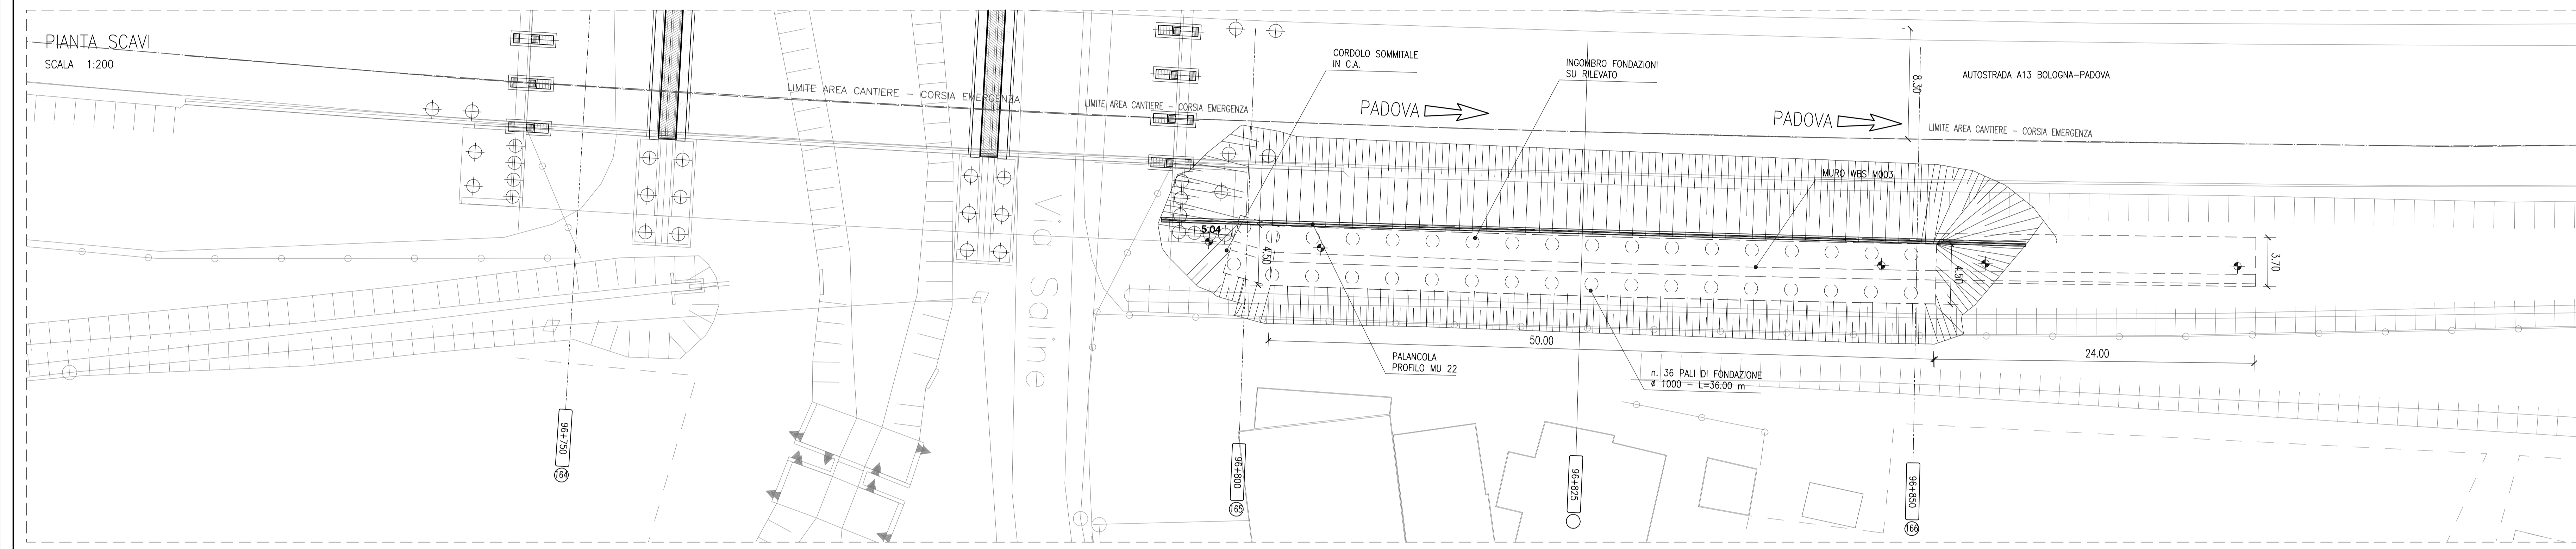 PIANTA SCAVI
SCALA 1:200
LIMITE AREA CANTIERE - CORSIA EMERGENZA
LIMITE AREA CANTIERE - CORSIA EMERGENZA
CORDOLO SOMMITALE
IN C.A.
PADOVA
INGOMBRO FONDAZIONI
SU RILEVATO
PADOVA
8.30
AUTOSTRADA A13 BOLOGNA-PADOVA
LIMITE AREA CANTIERE - CORSIA EMERGENZA
MURO WBS M003
Via Saline
5.04
4.50
4.50
3.70
50.00
24.00
PALANCOLA
PROFILO MU 22
n. 36 PALI DI FONDAZIONE
ø 1000 - L=36.00 m
96+750
164
96+800
165
96+825
96+850
166